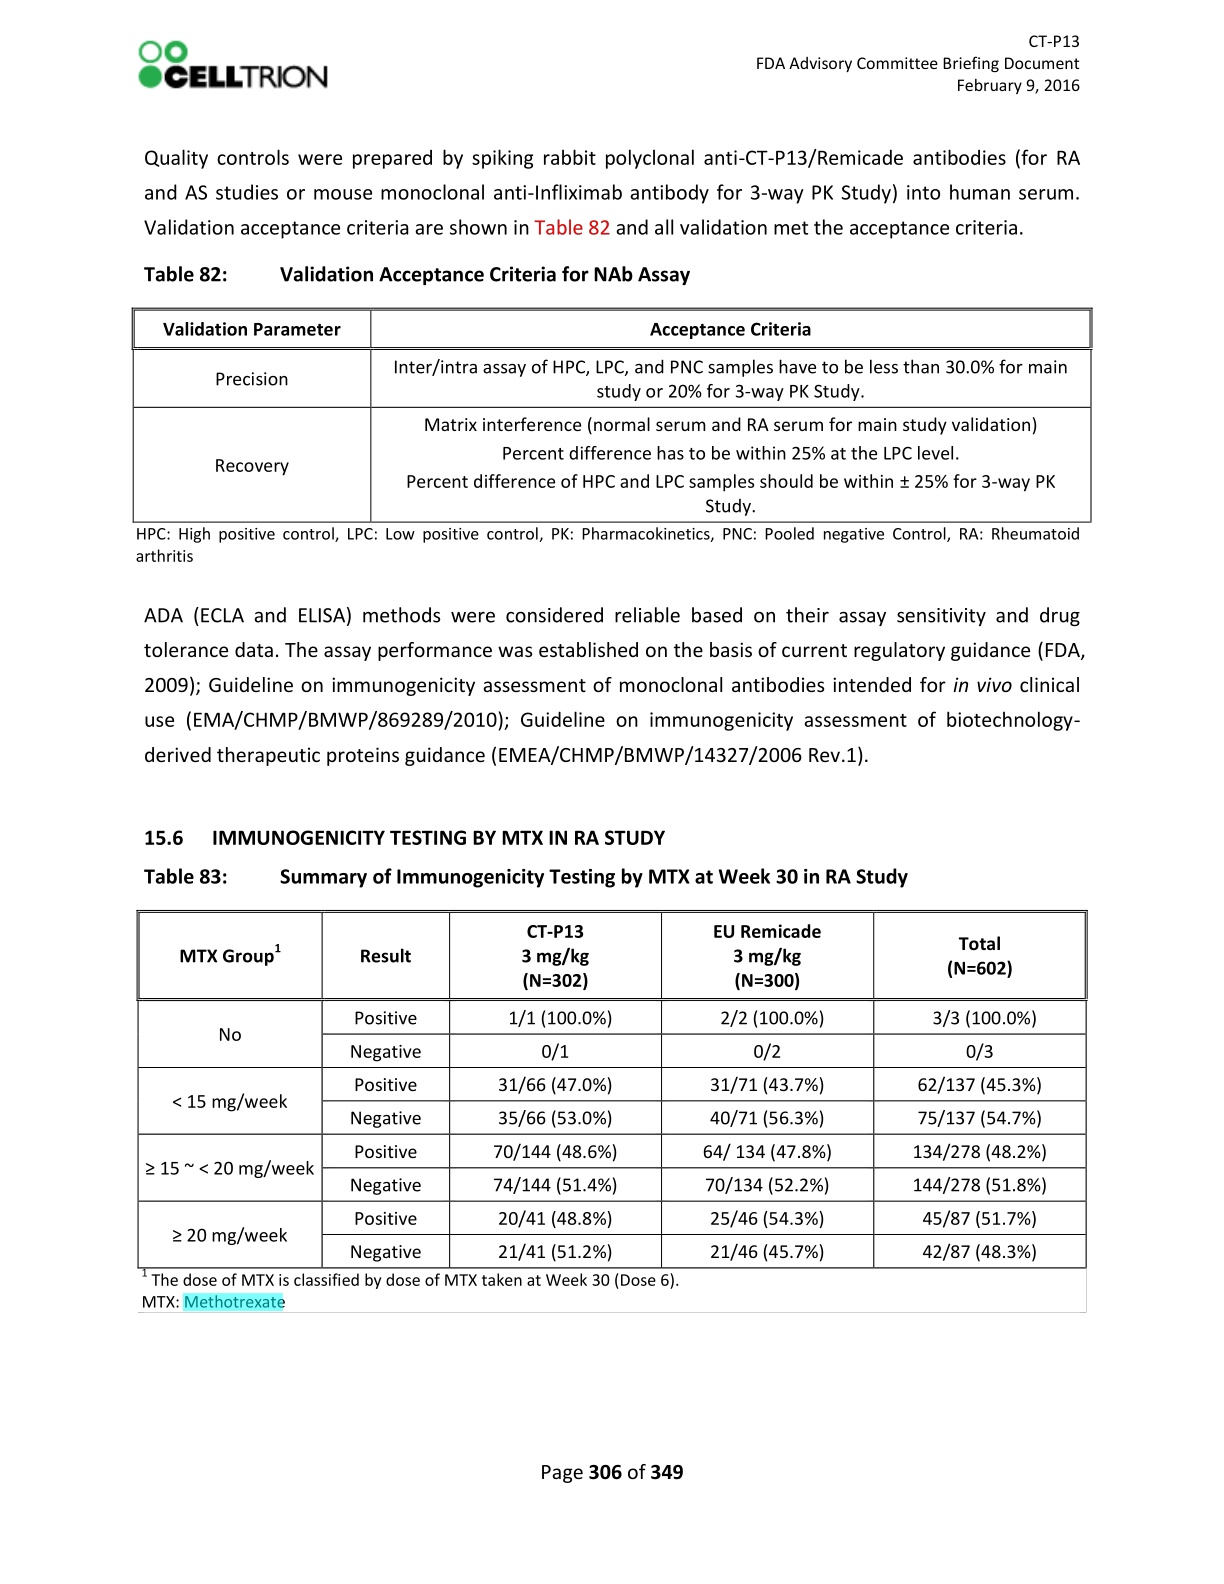 CELLTRION
CT-P13
FDA Advisory Committee Briefing Document
February 9, 2016
Quality controls were prepared by spiking rabbit polyclonal anti-CT-P13/Remicade antibodies (for RA
and AS studies or mouse monoclonal anti-Infliximab antibody for 3-way PK Study) into human serum.
Validation acceptance criteria are shown in Table 82 and all validation met the acceptance criteria.
Table 82: Validation Acceptance Criteria for NAb Assay
Validation Parameter Acceptance Criteria
Precision
Inter/intra assay of HPC, LPC, and PNC samples have to be less than 30.0% for main
study or 20% for 3-way PK Study.
Recovery
Matrix interference (normal serum and RA serum for main study validation)
Percent difference has to be within 25% at the LPC level.
Percent difference of HPC and LPC samples should be within ± 25% for 3-way PK
Study.
HPC: High positive control, LPC: Low positive control, PK: Pharmacokinetics, PNC: Pooled negative Control, RA: Rheumatoid
arthritis
ADA (ECLA and ELISA) methods were considered reliable based on their assay sensitivity and drug
tolerance data. The assay performance was established on the basis of current regulatory guidance (FDA,
2009); Guideline on immunogenicity assessment of monoclonal antibodies intended for in vivo clinical
use (EMA/CHMP/BMWP/869289/2010); Guideline on immunogenicity assessment of biotechnology-
derived therapeutic proteins guidance (EMEA/CHMP/BMWP/14327/2006 Rev.1).
15.6 IMMUNOGENICITY TESTING BY MTX IN RA STUDY
Table 83: Summary of Immunogenicity Testing by MTX at Week 30 in RA Study
MTX Group1
Result
CT-P13
3 mg/kg
(N=302)
EU Remicade
3 mg/kg
(N=300)
Total
(N=602)
No
Positive 1/1 (100.0%) 2/2 (100.0%) 3/3 (100.0%)
Negative 0/1 0/2 0/3
< 15 mg/week
Positive 31/66 (47.0%) 31/71 (43.7%) 62/137 (45.3%)
Negative 35/66 (53.0%) 40/71 (56.3%) 75/137 (54.7%)
≥ 15 ~ < 20 mg/week
Positive 70/144 (48.6%) 64/ 134 (47.8%) 134/278 (48.2%)
Negative 74/144 (51.4%) 70/134 (52.2%) 144/278 (51.8%)
≥ 20 mg/week
Positive 20/41 (48.8%) 25/46 (54.3%) 45/87 (51.7%)
Negative 21/41 (51.2%) 21/46 (45.7%) 42/87 (48.3%)
1 The dose of MTX is classified by dose of MTX taken at Week 30 (Dose 6).
MTX: Methotrexate
Page 306 of 349